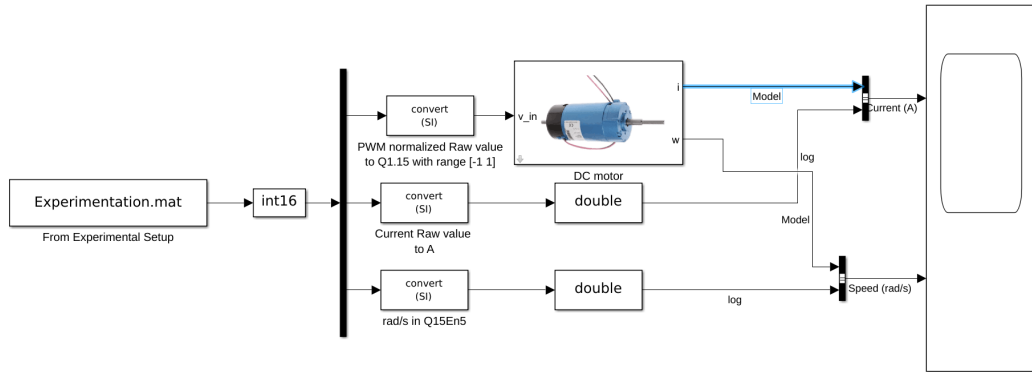 Experimentation.mat
From Experimental Setup
int16
convert
(SI)
PWM normalized Raw value
to Q1.15 with range [-1 1]
convert
(SI)
Current Raw value
to A
convert
(SI)
rad/s in Q15En5
v_in
i
w
DC motor
double
double
Model
log
Model
log
Current (A)
Speed (rad/s)